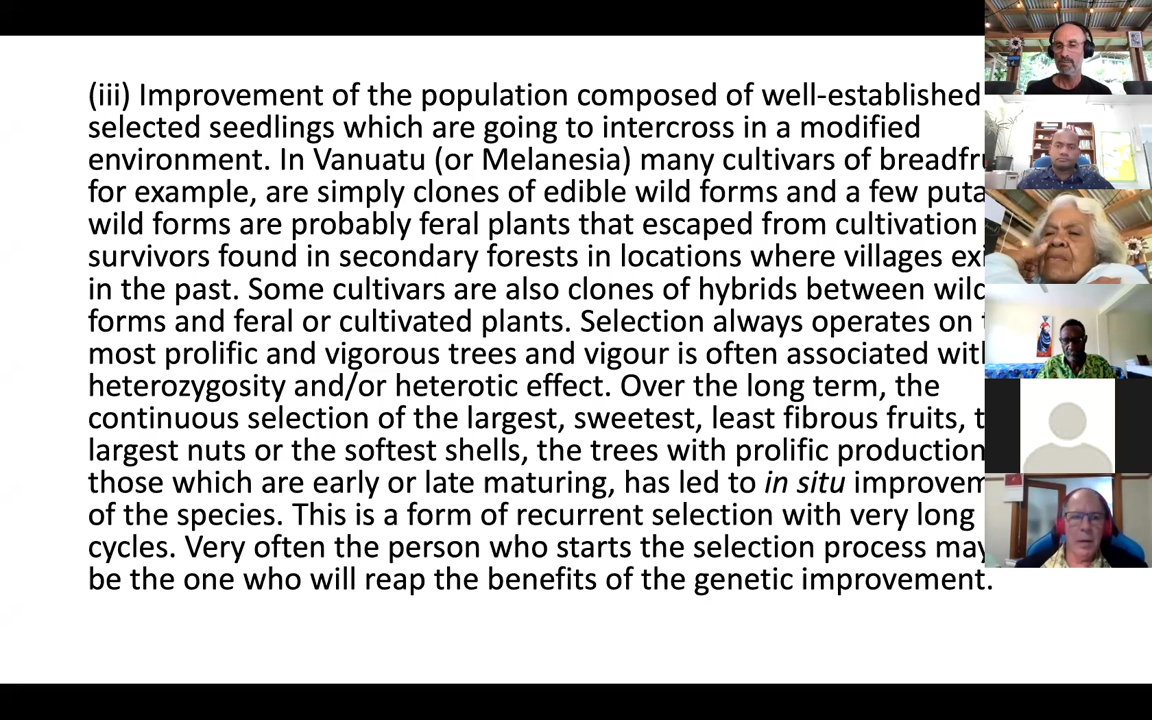 (iii) Improvement of the population composed of well-established
selected seedlings which are going to intercross in a modified
environment. In Vanuatu (or Melanesia) many cultivars of
for example, are simply clones of edible wild forms and a few
wild forms are probably feral plants that escaped from cultivation
survivors found in secondary forests in locations where villages
in the past. Some cultivars are also clones of hybrids between
forms and feral or cultivated plants. Selection always operates on
most prolific and vigorous trees and vigour is often associated
heterozygosity and/or heterotic effect. Over the long term, the
continuous selection of the largest, sweetest, least fibrous fruits,
largest nuts or the softest shells, the trees with prolific production
those which are early or late maturing, has led to in situ
of the species. This is a form of recurrent selection with very long
cycles. Very often the person who starts the selection process may
be the one who will reap the benefits of the genetic improvement.